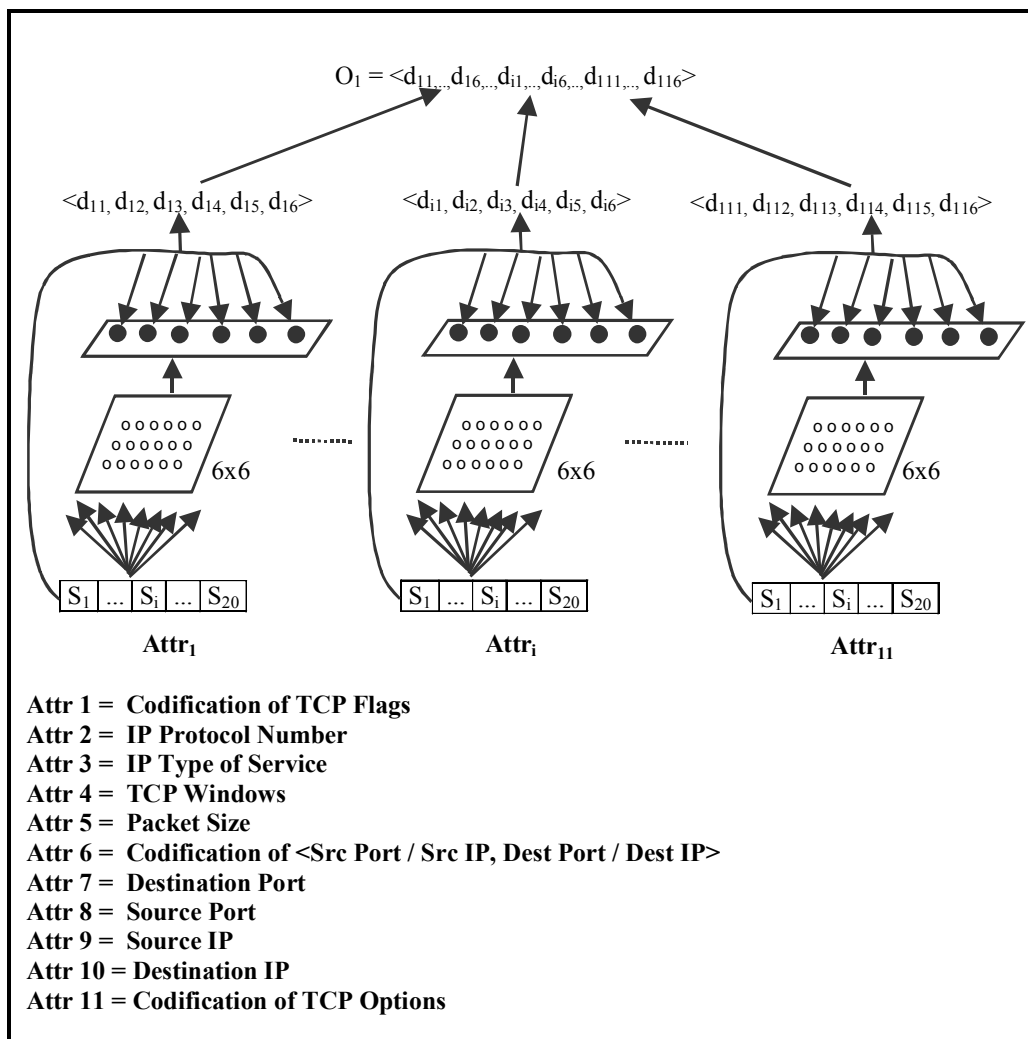 O₁ = <d₁₁,..,d₁₆,..,dᵢ₁,..,dᵢ₆,..,d₁₁₁,.., d₁₁₆>
<d₁₁, d₁₂, d₁₃, d₁₄, d₁₅, d₁₆> <dᵢ₁, dᵢ₂, dᵢ₃, dᵢ₄, dᵢ₅, dᵢ₆> <d₁₁₁, d₁₁₂, d₁₁₃, d₁₁₄, d₁₁₅, d₁₁₆>
6x6 6x6 6x6
S₁ ... Sᵢ ... S₂₀ S₁ ... Sᵢ ... S₂₀ S₁ ... Sᵢ ... S₂₀
Attr₁ Attrᵢ Attr₁₁
Attr 1 = Codification of TCP Flags
Attr 2 = IP Protocol Number
Attr 3 = IP Type of Service
Attr 4 = TCP Windows
Attr 5 = Packet Size
Attr 6 = Codification of <Src Port / Src IP, Dest Port / Dest IP>
Attr 7 = Destination Port
Attr 8 = Source Port
Attr 9 = Source IP
Attr 10 = Destination IP
Attr 11 = Codification of TCP Options